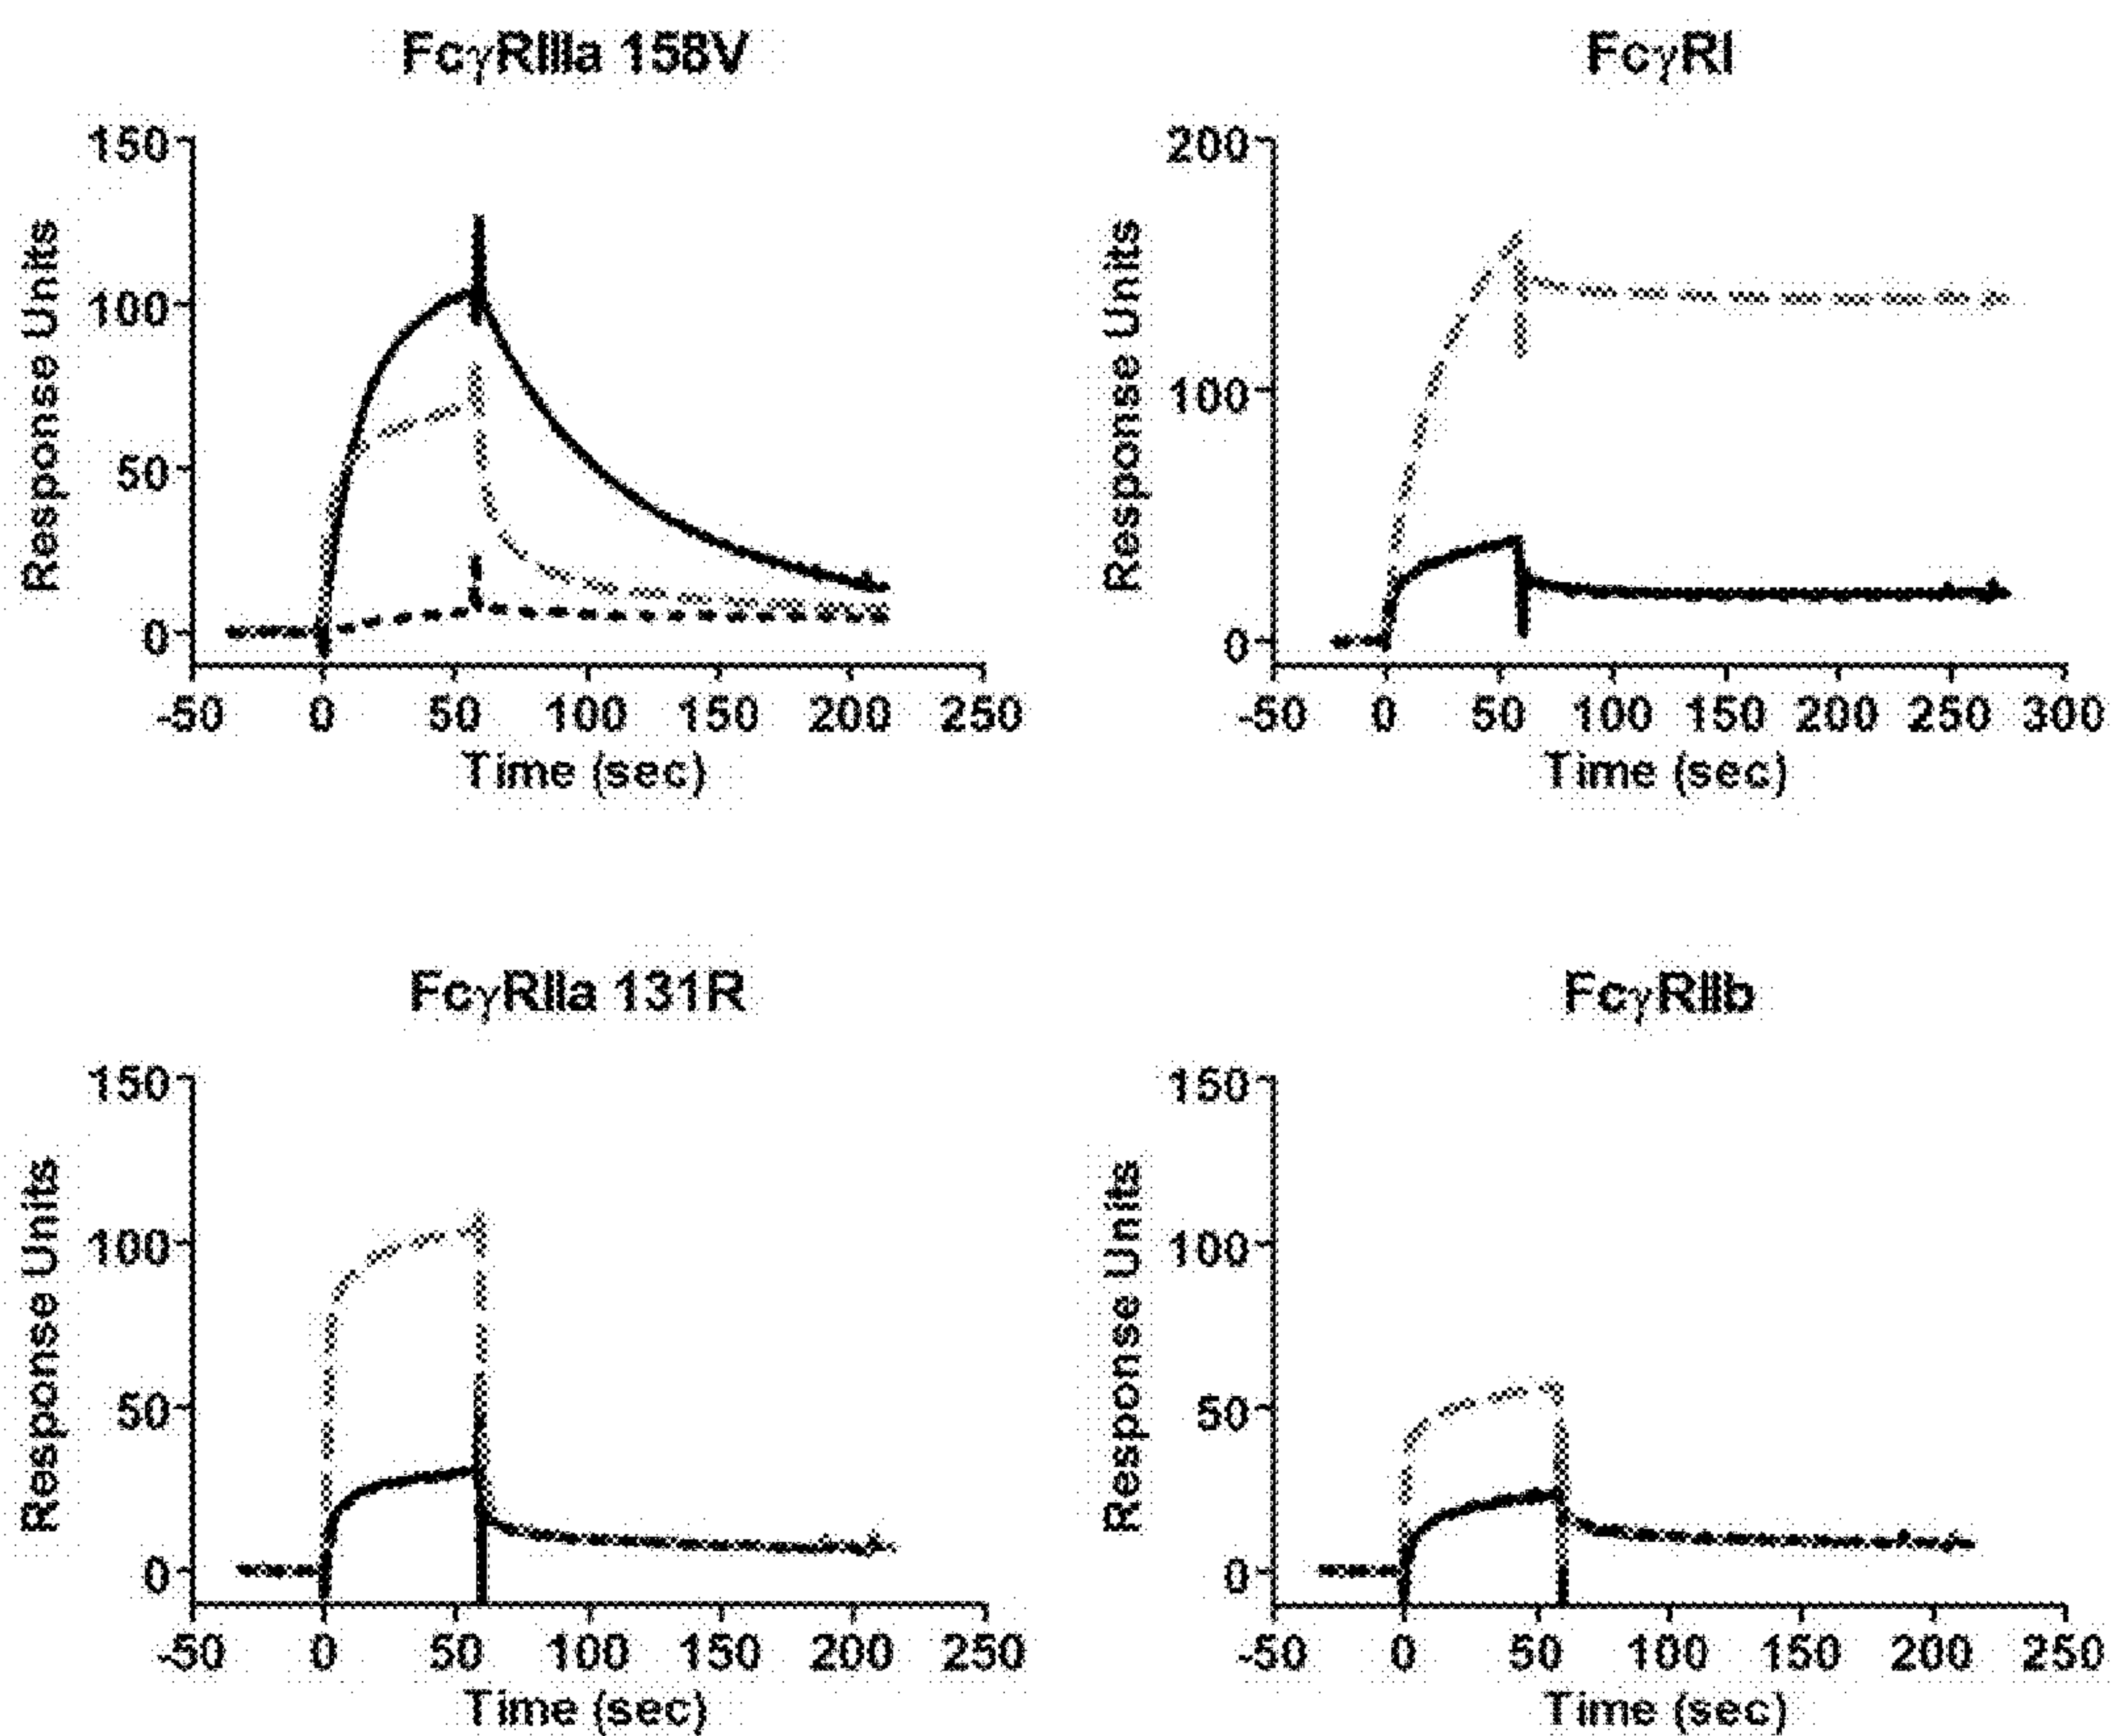 FcγRIIIa 158V
Response Units
150
100
50
0
-50 0 50 100 150 200 250
Time (sec)
FcγRI
Response Units
200
100
0
-50 0 50 100 150 200 250 300
Time (sec)
FcγRIIa 131R
Response Units
150
100
50
0
-50 0 50 100 150 200 250
Time (sec)
FcγRIIb
Response Units
150
100
50
0
-50 0 50 100 150 200 250
Time (sec)